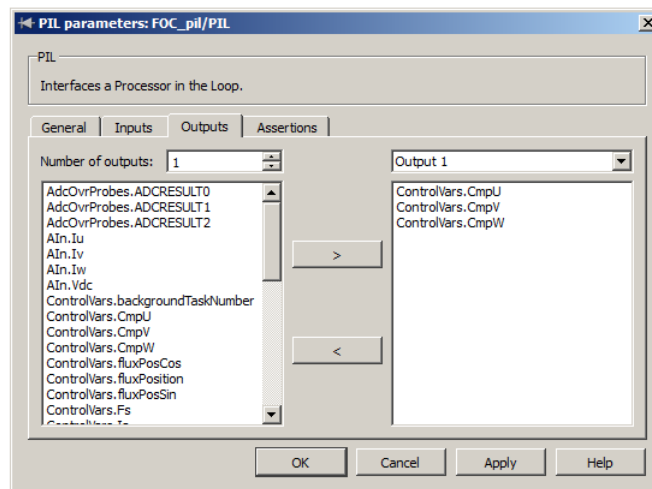 PIL parameters: FOC_pil/PIL
PIL
Interfaces a Processor in the Loop.
General Inputs Outputs Assertions
Number of outputs: 1
Output 1
AdcOvrProbes.ADCRESULT0
AdcOvrProbes.ADCRESULT1
AdcOvrProbes.ADCRESULT2
AIn.Iu
AIn.Iv
AIn.Iw
AIn.Vdc
ControlVars.backgroundTaskNumber
ControlVars.CmpU
ControlVars.CmpV
ControlVars.CmpW
ControlVars.fluxPosCos
ControlVars.fluxPosition
ControlVars.fluxPosSin
ControlVars.Fs
>
<
ControlVars.CmpU
ControlVars.CmpV
ControlVars.CmpW
OK Cancel Apply Help